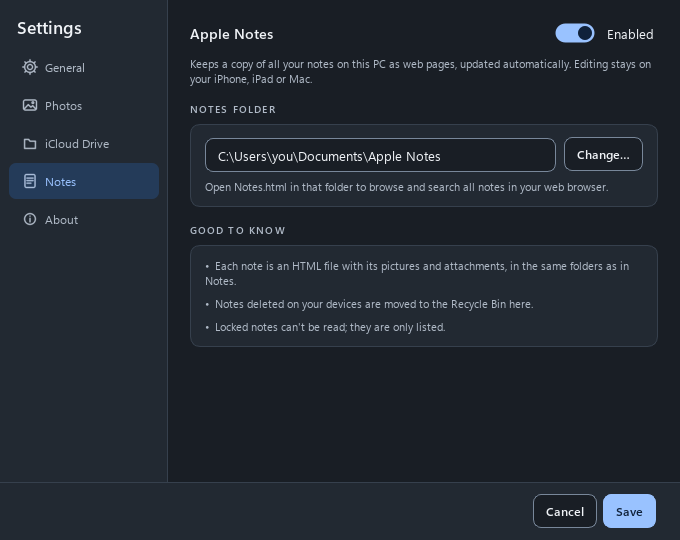 Settings
General
Photos
iCloud Drive
Notes
About
Apple Notes
Enabled
Keeps a copy of all your notes on this PC as web pages, updated automatically. Editing stays on
your iPhone, iPad or Mac.
NOTES FOLDER
C:\Users\you\Documents\Apple Notes
Change...
Open Notes.html in that folder to browse and search all notes in your web browser.
GOOD TO KNOW
• Each note is an HTML file with its pictures and attachments, in the same folders as in
Notes.
• Notes deleted on your devices are moved to the Recycle Bin here.
• Locked notes can't be read; they are only listed.
Cancel
Save